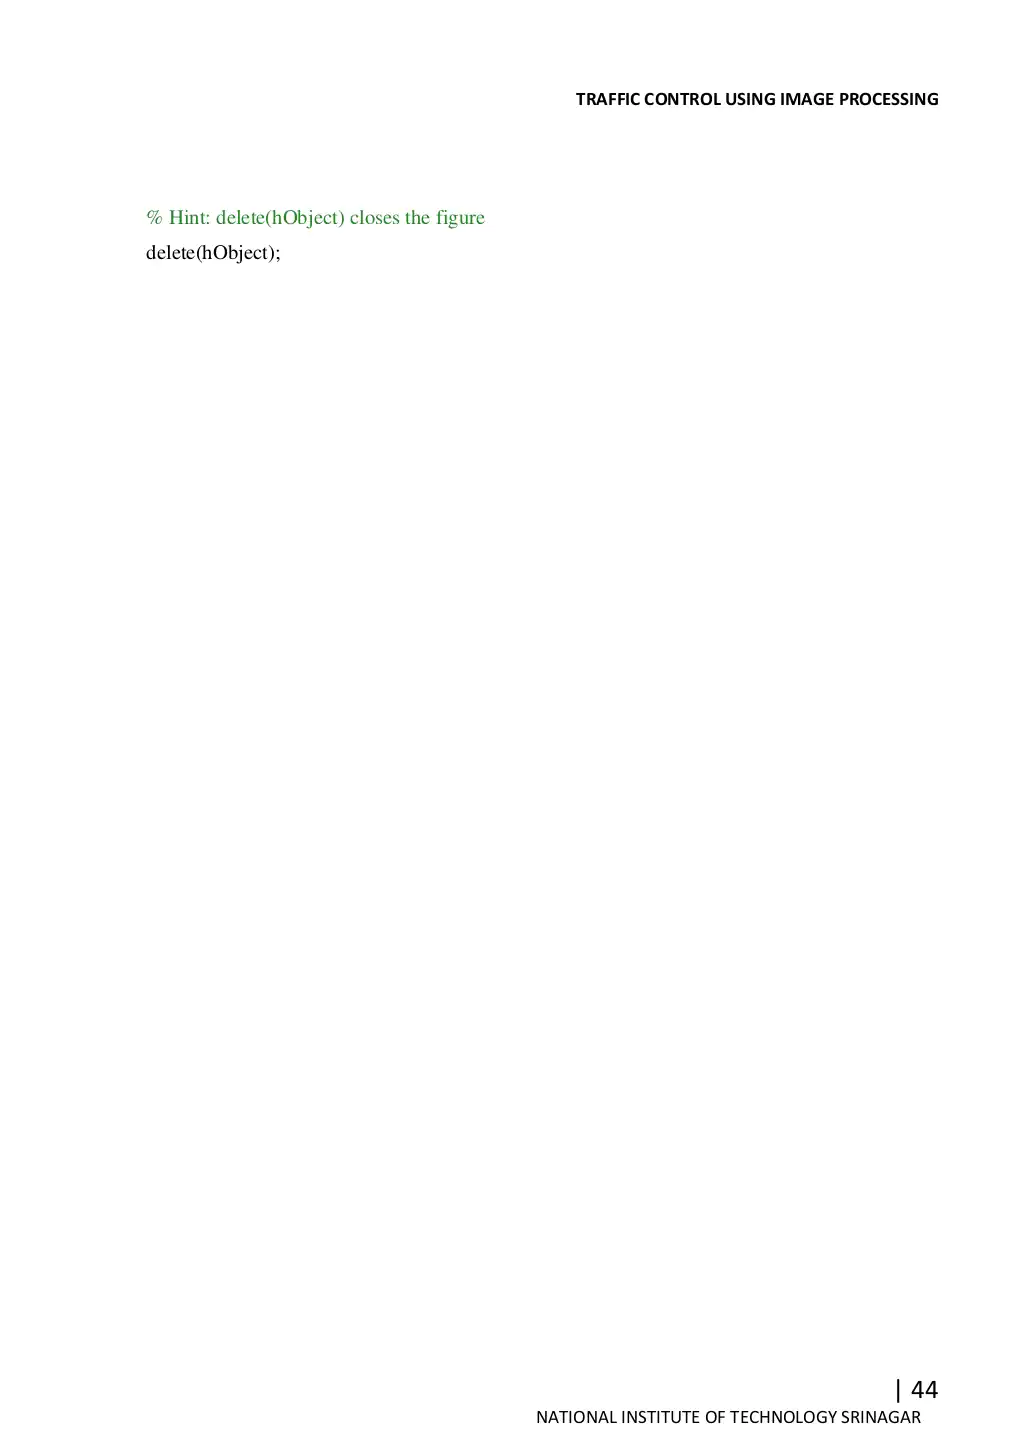 TRAFFIC CONTROL USING IMAGE PROCESSING
% Hint: delete(hObject) closes the figure
delete(hObject);
| 44
NATIONAL INSTITUTE OF TECHNOLOGY SRINAGAR